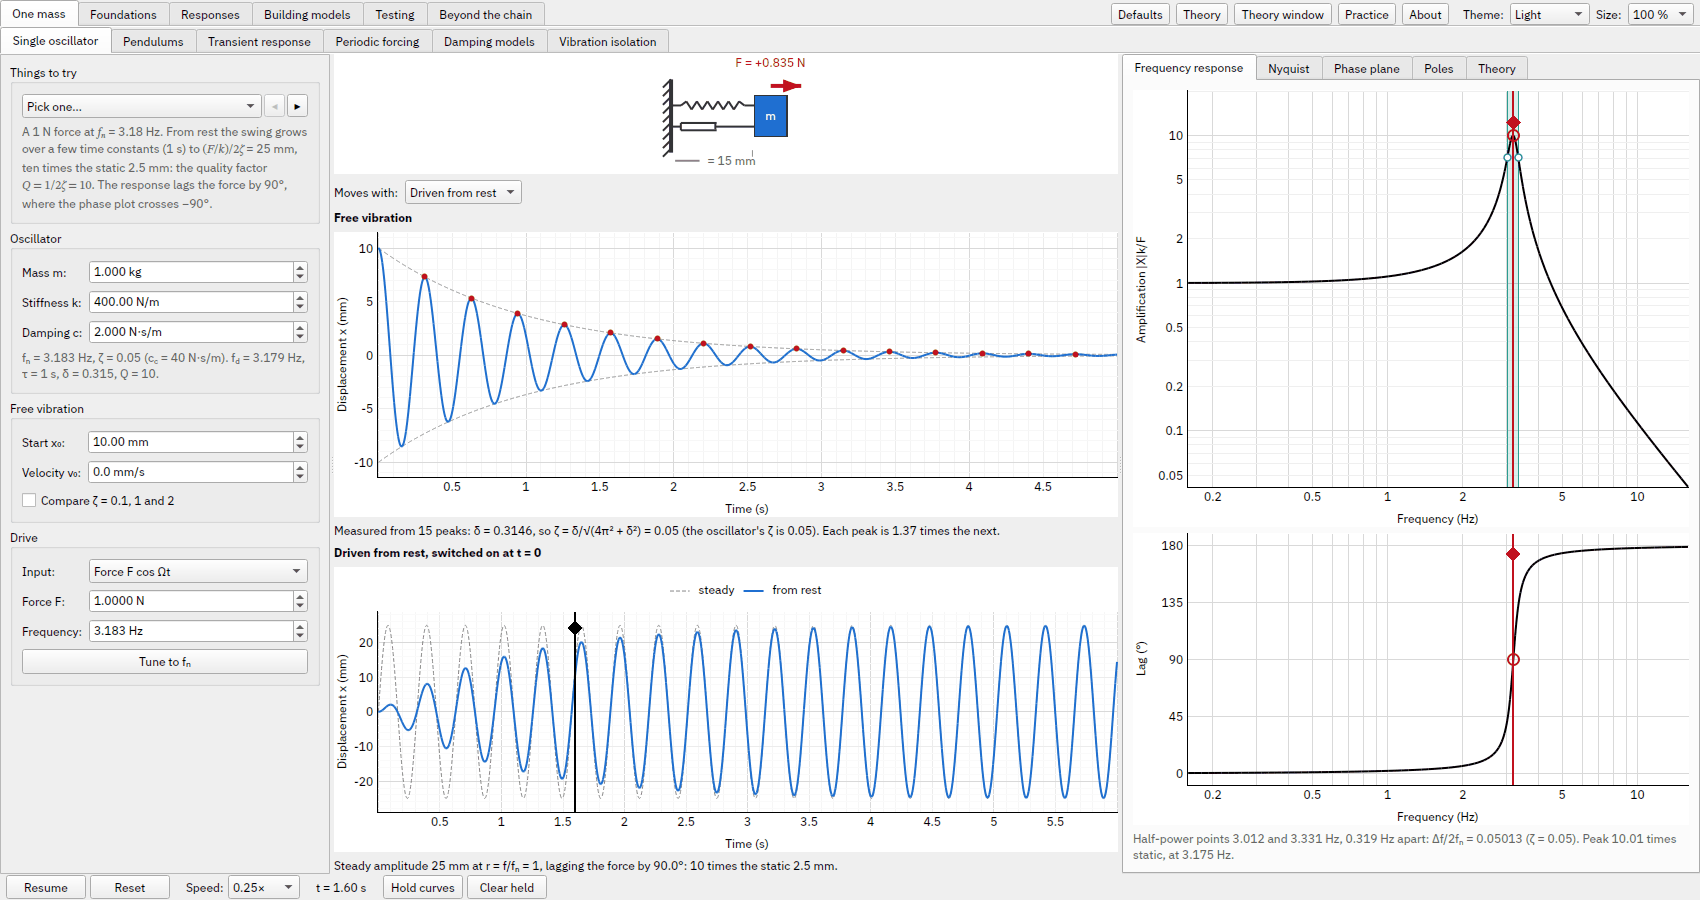 One mass
Foundations
Responses
Building models
Testing
Beyond the chain
Defaults
Theory
Theory window
Practice
About
Theme:
Light
Size:
100 %
Single oscillator
Pendulums
Transient response
Periodic forcing
Damping models
Vibration isolation
Things to try
Pick one...
A 1 N force at fₙ = 3.18 Hz. From rest the swing grows
over a few time constants (1 s) to (F/k)/2ζ = 25 mm,
ten times the static 2.5 mm: the quality factor
Q = 1/2ζ = 10. The response lags the force by 90°,
where the phase plot crosses −90°.
Oscillator
Mass m:
1.000 kg
Stiffness k:
400.00 N/m
Damping c:
2.000 N·s/m
fₙ = 3.183 Hz, ζ = 0.05 (c꜀ = 40 N·s/m). f_d = 3.179 Hz,
τ = 1 s, δ = 0.315, Q = 10.
Free vibration
Start x₀:
10.00 mm
Velocity v₀:
0.0 mm/s
Compare ζ = 0.1, 1 and 2
Drive
Input:
Force F cos Ωt
Force F:
1.0000 N
Frequency:
3.183 Hz
Tune to fₙ
F = +0.835 N
m
= 15 mm
Moves with:
Driven from rest
Free vibration
Displacement x (mm)
10
5
0
-5
-10
0.5
1
1.5
2
2.5
3
3.5
4
4.5
Time (s)
Measured from 15 peaks: δ = 0.3146, so ζ = δ/√(4π² + δ²) = 0.05 (the oscillator's ζ is 0.05). Each peak is 1.37 times the next.
Driven from rest, switched on at t = 0
steady
from rest
Displacement x (mm)
20
10
0
-10
-20
0.5
1
1.5
2
2.5
3
3.5
4
4.5
5
5.5
Time (s)
Steady amplitude 25 mm at r = f/fₙ = 1, lagging the force by 90.0°: 10 times the static 2.5 mm.
Frequency response
Nyquist
Phase plane
Poles
Theory
Amplification |X|k/F
10
5
2
1
0.5
0.2
0.1
0.05
0.2
0.5
1
2
5
10
Frequency (Hz)
Lag (°)
180
135
90
45
0
0.2
0.5
1
2
5
10
Frequency (Hz)
Half-power points 3.012 and 3.331 Hz, 0.319 Hz apart: Δf/2fₙ = 0.05013 (ζ = 0.05). Peak 10.01 times
static, at 3.175 Hz.
Resume
Reset
Speed:
0.25×
t = 1.60 s
Hold curves
Clear held